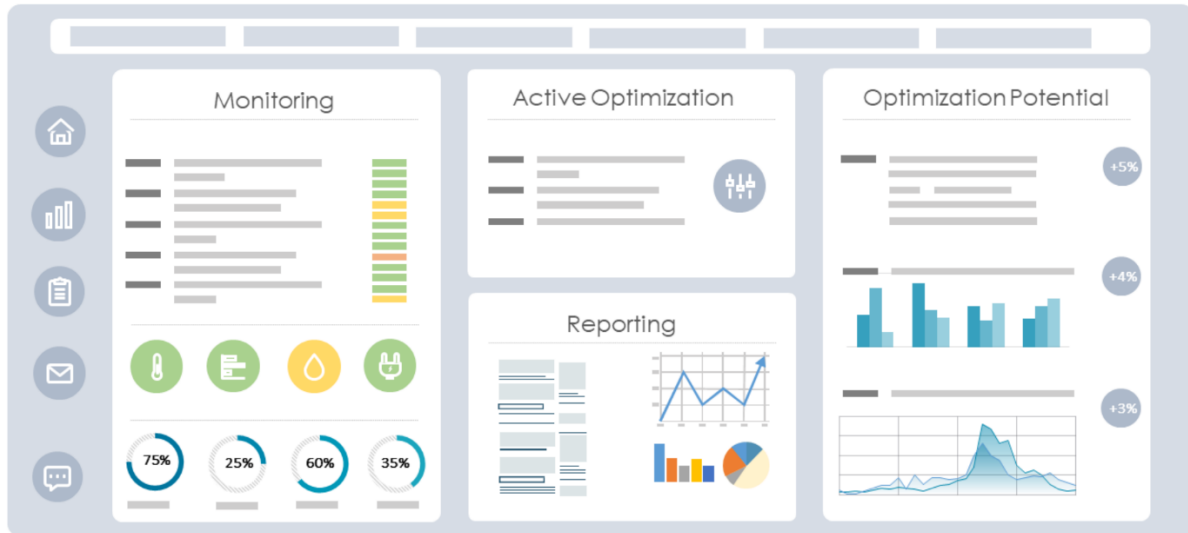 Monitoring
75%
25%
60%
35%
Active Optimization
Reporting
Optimization Potential
+5%
+4%
+3%